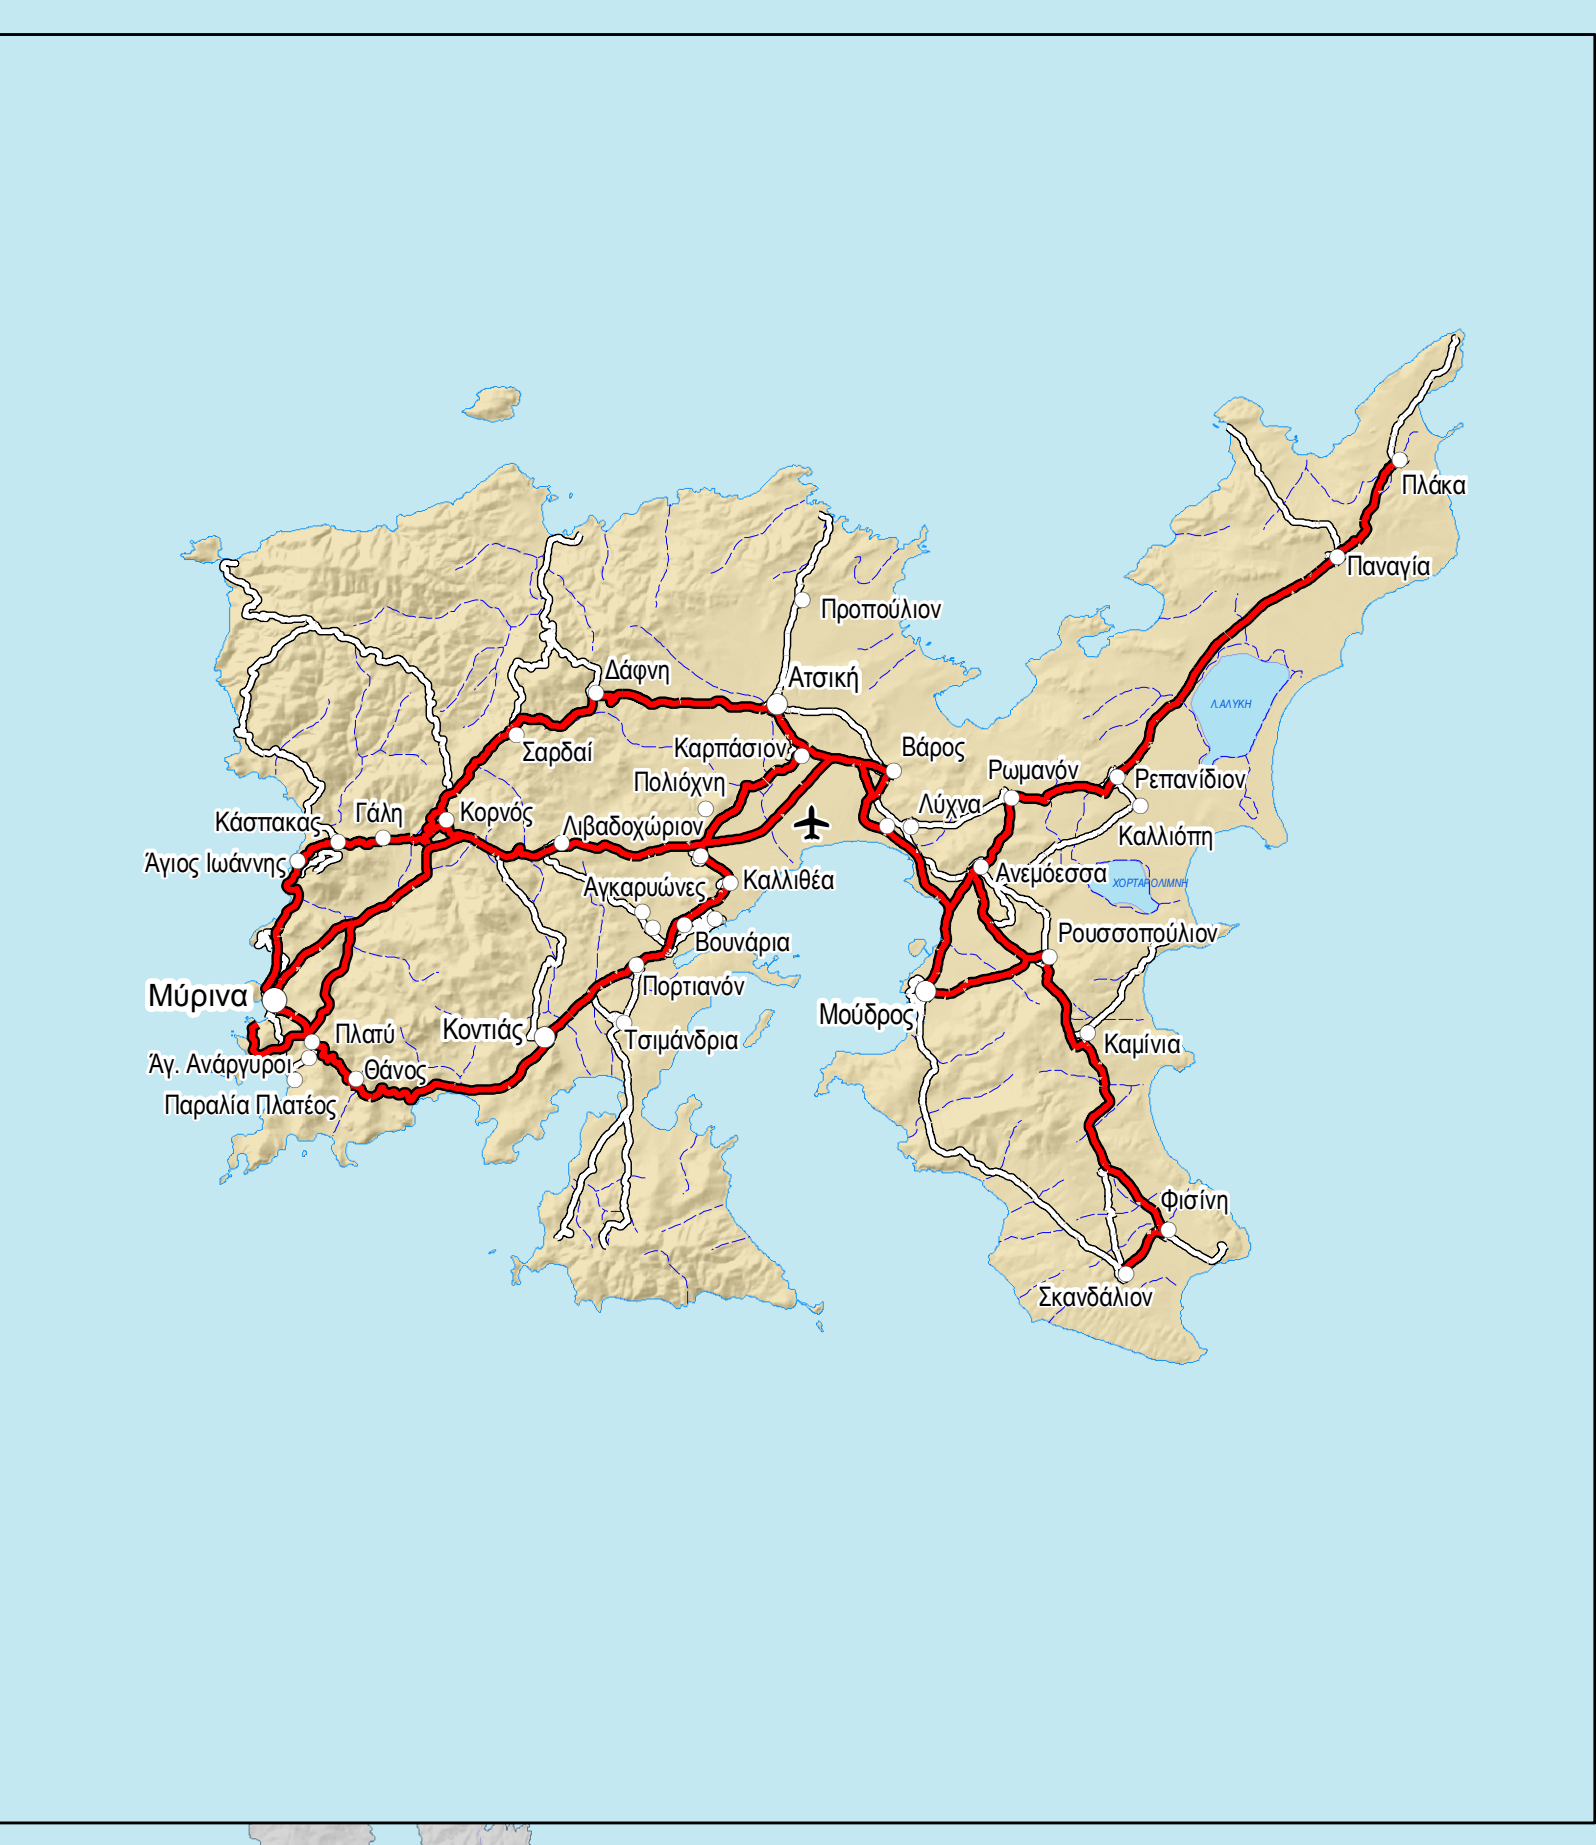 Πλάκα
Παναγία
Προπούλιον
Δάφνη
Ατσική
Λ.ΑΛΥΚΗ
Σαρδαί
Καρπάσιον
Βάρος
Ρωμανόν
Ρεπανίδιον
Πολιόχνη
Κάσπακας
Γάλη
Κορνός
Λιβαδοχώριον
Λύχνα
Καλλιόπη
Άγιος Ιωάννης
Αγκαρυώνες
Καλλιθέα
Ανεμόεσσα
ΧΟΡΤΑΡΟΛΙΜΝΗ
Βουνάρια
Ρουσσοπούλιον
Μύρινα
Πορτιανόν
Μούδρος
Πλατύ
Κοντιάς
Τσιμάνδρια
Καμίνια
Άγ. Ανάργυροι
Θάνος
Παραλία Πλατέος
Φισίνη
Σκανδάλιον